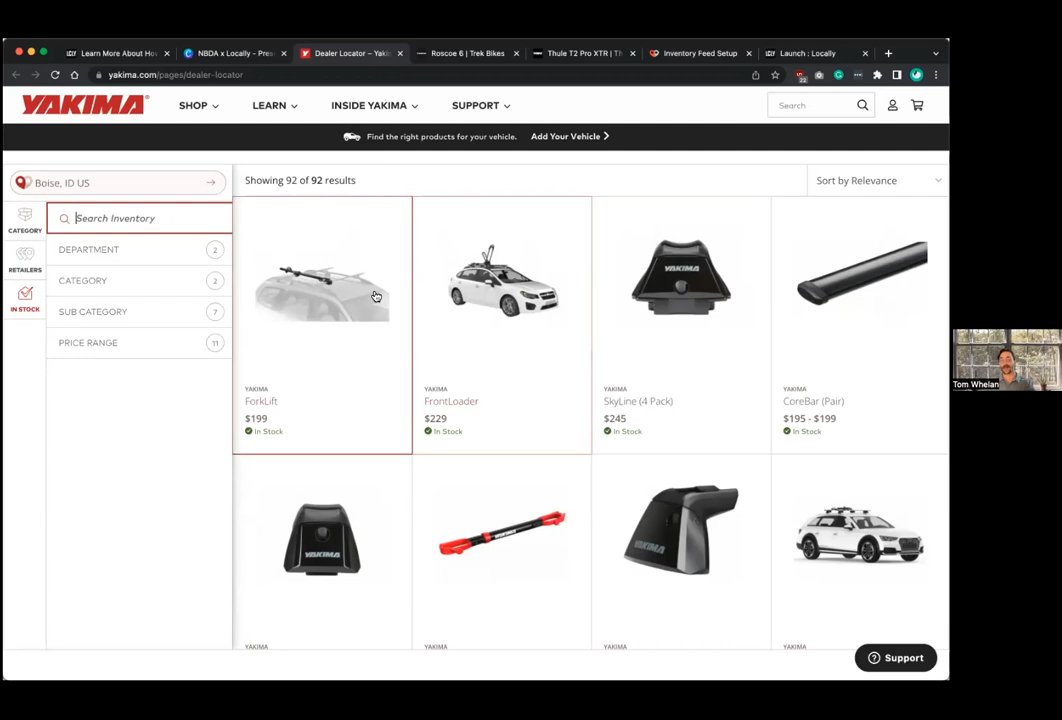 Learn More About How
NBDA x Locally - Pres
Dealer Locator – Yaki
Roscoe 6 | Trek Bikes
Thule T2 Pro XTR | Th
Inventory Feed Setup
Launch : Locally
yakima.com/pages/dealer-locator
22
YAKIMA
SHOP
LEARN
INSIDE YAKIMA
SUPPORT
Search
Find the right products for your vehicle. Add Your Vehicle
Boise, ID US
Showing 92 of 92 results
Sort by Relevance
CATEGORY
RETAILERS
IN STOCK
Search Inventory
DEPARTMENT 2
CATEGORY 2
SUB CATEGORY 7
PRICE RANGE 11
YAKIMA
ForkLift
$199
In Stock
YAKIMA
FrontLoader
$229
In Stock
YAKIMA
YAKIMA
SkyLine (4 Pack)
$245
In Stock
YAKIMA
CoreBar (Pair)
$195 - $199
In Stock
YAKIMA
YAKIMA
YAKIMA
YAKIMA
YAKIMA
YAKIMA
Support
Tom Whelan